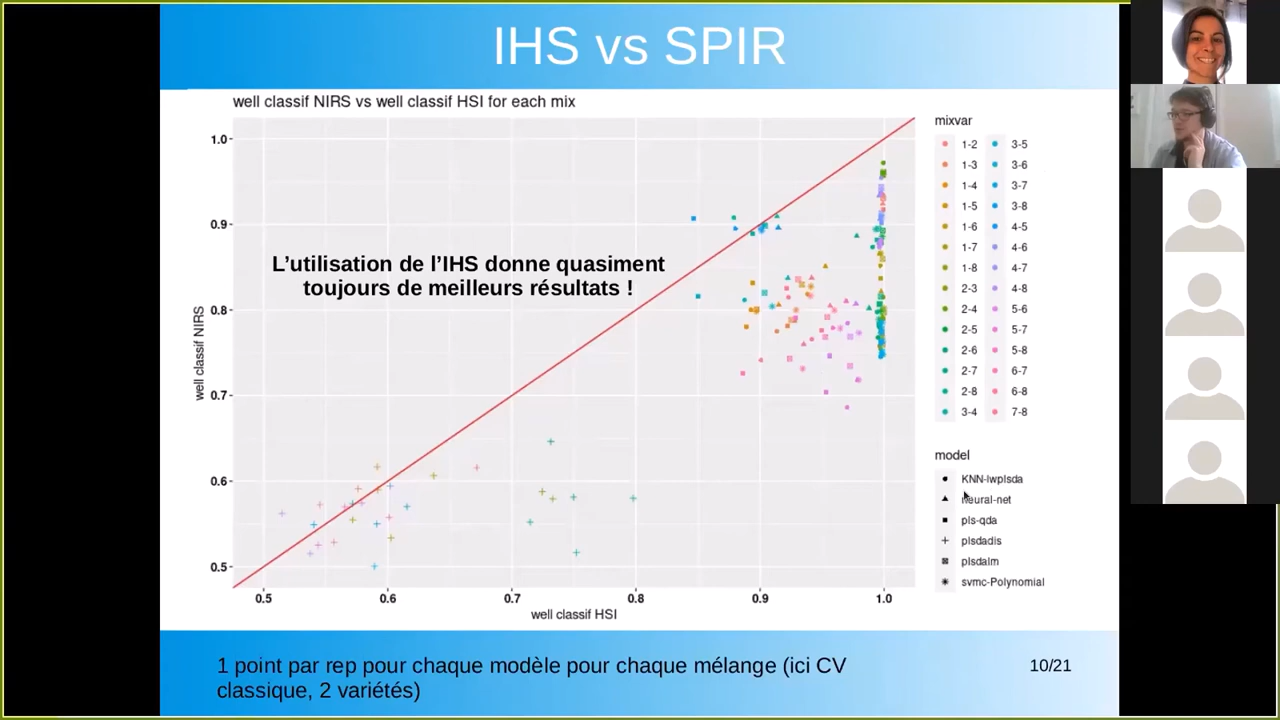 IHS vs SPIR
well classif NIRS vs well classif HSI for each mix
L'utilisation de l'IHS donne quasiment
toujours de meilleurs résultats !
well classif NIRS
1.0
0.9
0.8
0.7
0.6
0.5
0.5 0.6 0.7 0.8 0.9 1.0
well classif HSI
mixvar
1-2 3-5
1-3 3-6
1-4 3-7
1-5 3-8
1-6 4-5
1-7 4-6
1-8 4-7
2-3 4-8
2-4 5-6
2-5 5-7
2-6 5-8
2-7 6-7
2-8 6-8
3-4 7-8
model
KNN-lwplsda
neural-net
pls-qda
plsdadis
plsdalm
svmc-Polynomial
1 point par rep pour chaque modèle pour chaque mélange (ici CV
classique, 2 variétés)
10/21